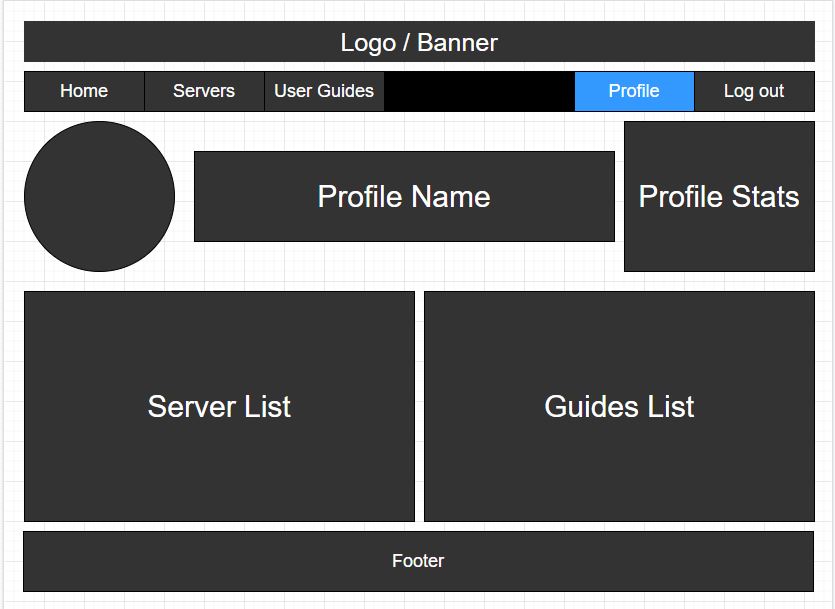 Logo / Banner
Home Servers User Guides Profile Log out
Profile Name Profile Stats
Server List Guides List
Footer